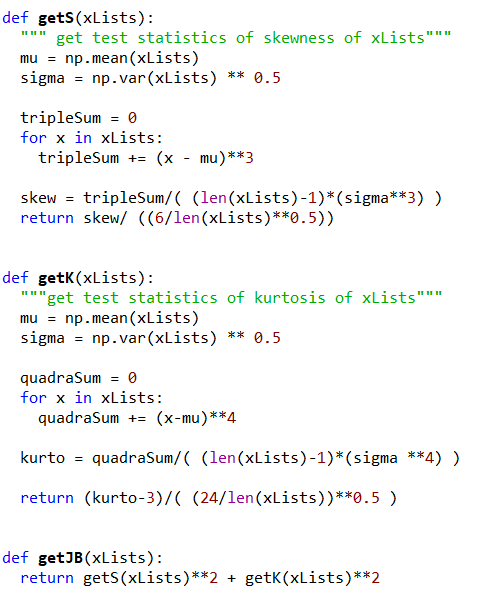 def getS(xLists):
  """ get test statistics of skewness of xLists"""
  mu = np.mean(xLists)
  sigma = np.var(xLists) ** 0.5

  tripleSum = 0
  for x in xLists:
    tripleSum += (x - mu)**3

  skew = tripleSum/( (len(xLists)-1)*(sigma**3) )
  return skew/ ((6/len(xLists)**0.5))


def getK(xLists):
  """get test statistics of kurtosis of xLists"""
  mu = np.mean(xLists)
  sigma = np.var(xLists) ** 0.5

  quadraSum = 0
  for x in xLists:
    quadraSum += (x-mu)**4

  kurto = quadraSum/( (len(xLists)-1)*(sigma **4) )

  return (kurto-3)/( (24/len(xLists))**0.5 )


def getJB(xLists):
  return getS(xLists)**2 + getK(xLists)**2